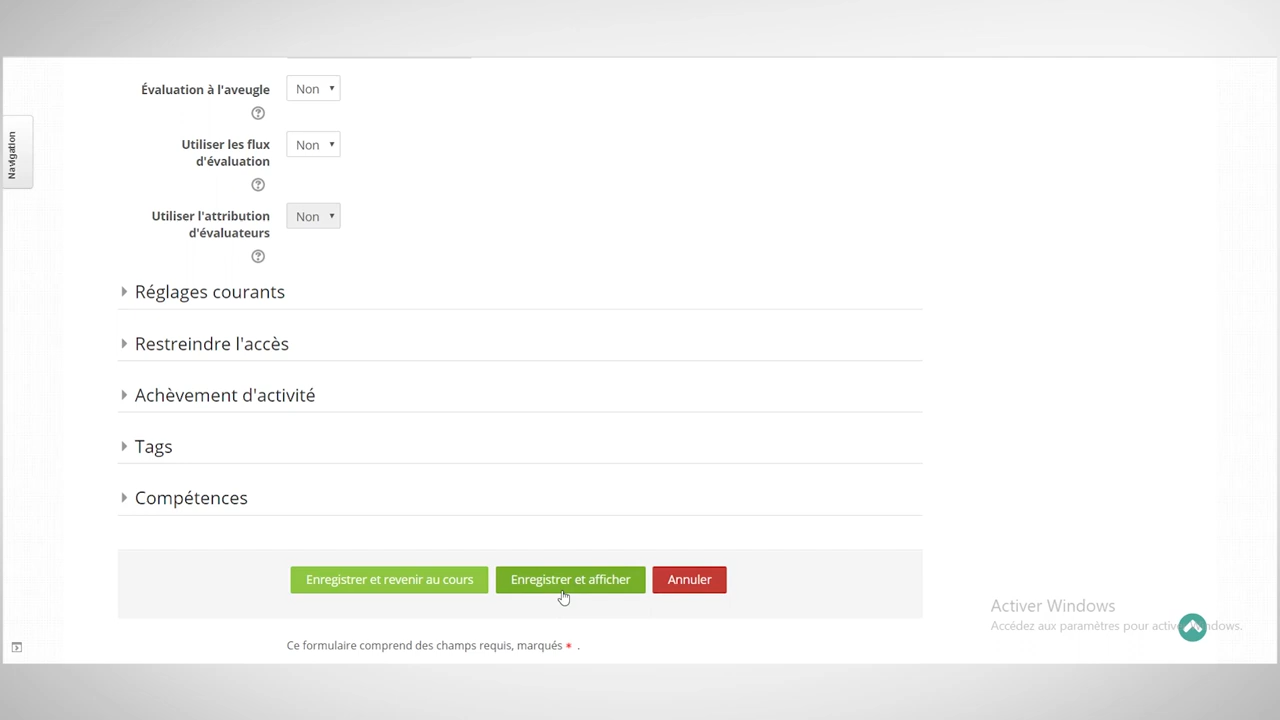 Évaluation à l'aveugle
Non
Utiliser les flux
d'évaluation
Non
Utiliser l'attribution
d'évaluateurs
Non
Navigation
Réglages courants
Restreindre l'accès
Achèvement d'activité
Tags
Compétences
Enregistrer et revenir au cours
Enregistrer et afficher
Annuler
Activer Windows
Accédez aux paramètres pour
Ce formulaire comprend des champs requis, marqués * .